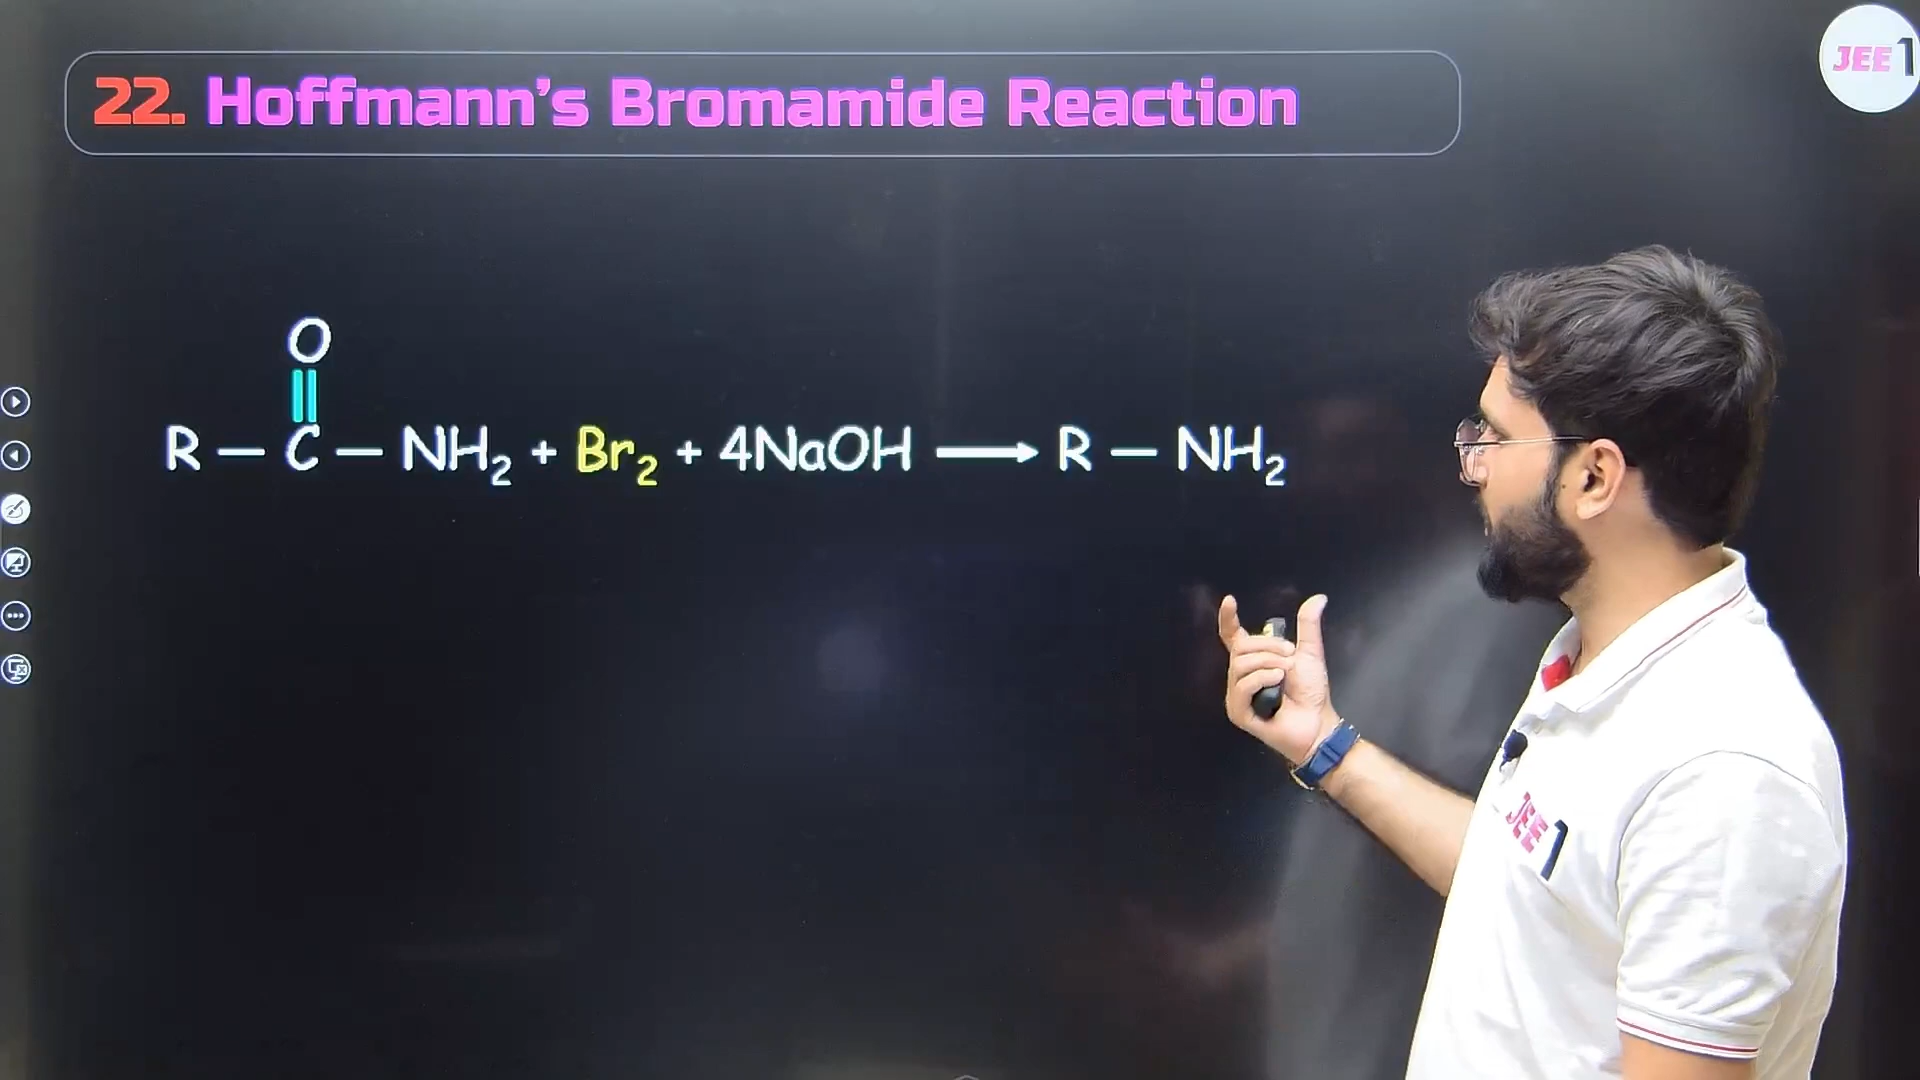 22. Hoffmann's Bromamide Reaction
JEE 1
O
||
R — C — NH₂ + Br₂ + 4NaOH ⟶ R — NH₂
JEE 1